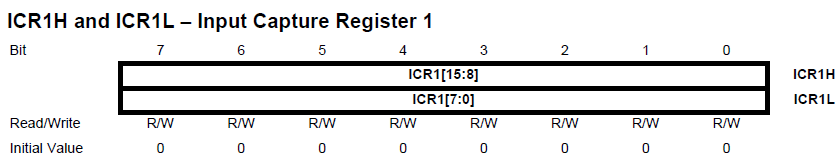 ICR1H and ICR1L – Input Capture Register 1
Bit 7 6 5 4 3 2 1 0
ICR1[15:8] ICR1H
ICR1[7:0] ICR1L
Read/Write R/W R/W R/W R/W R/W R/W R/W R/W
Initial Value 0 0 0 0 0 0 0 0